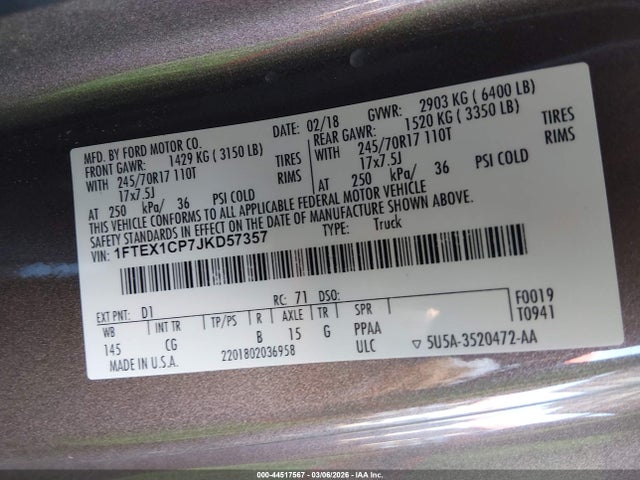 MFD. BY FORD MOTOR CO.
DATE: 02/18
GVWR: 2903 KG ( 6400 LB)
FRONT GAWR: 1429 KG ( 3150 LB)
REAR GAWR: 1520 KG ( 3350 LB)
WITH 245/70R17 110T TIRES
WITH 245/70R17 110T TIRES
17x7.5J RIMS
17x7.5J RIMS
AT 250 kPa/ 36 PSI COLD
AT 250 kPa/ 36 PSI COLD
THIS VEHICLE CONFORMS TO ALL APPLICABLE FEDERAL MOTOR VEHICLE
SAFETY STANDARDS IN EFFECT ON THE DATE OF MANUFACTURE SHOWN ABOVE.
VIN: 1FTEX1CP7JKD57357
TYPE: Truck
EXT PNT: D1 RC: 71 DSO: F0019
WB INT TR TP/PS R AXLE TR SPR T0941
145 CG B 15 G PPAA
ULC
MADE IN U.S.A. 2201802036958
▽ 5U5A-3520472-AA
000-44517567 - 03/06/2026 - IAA Inc.